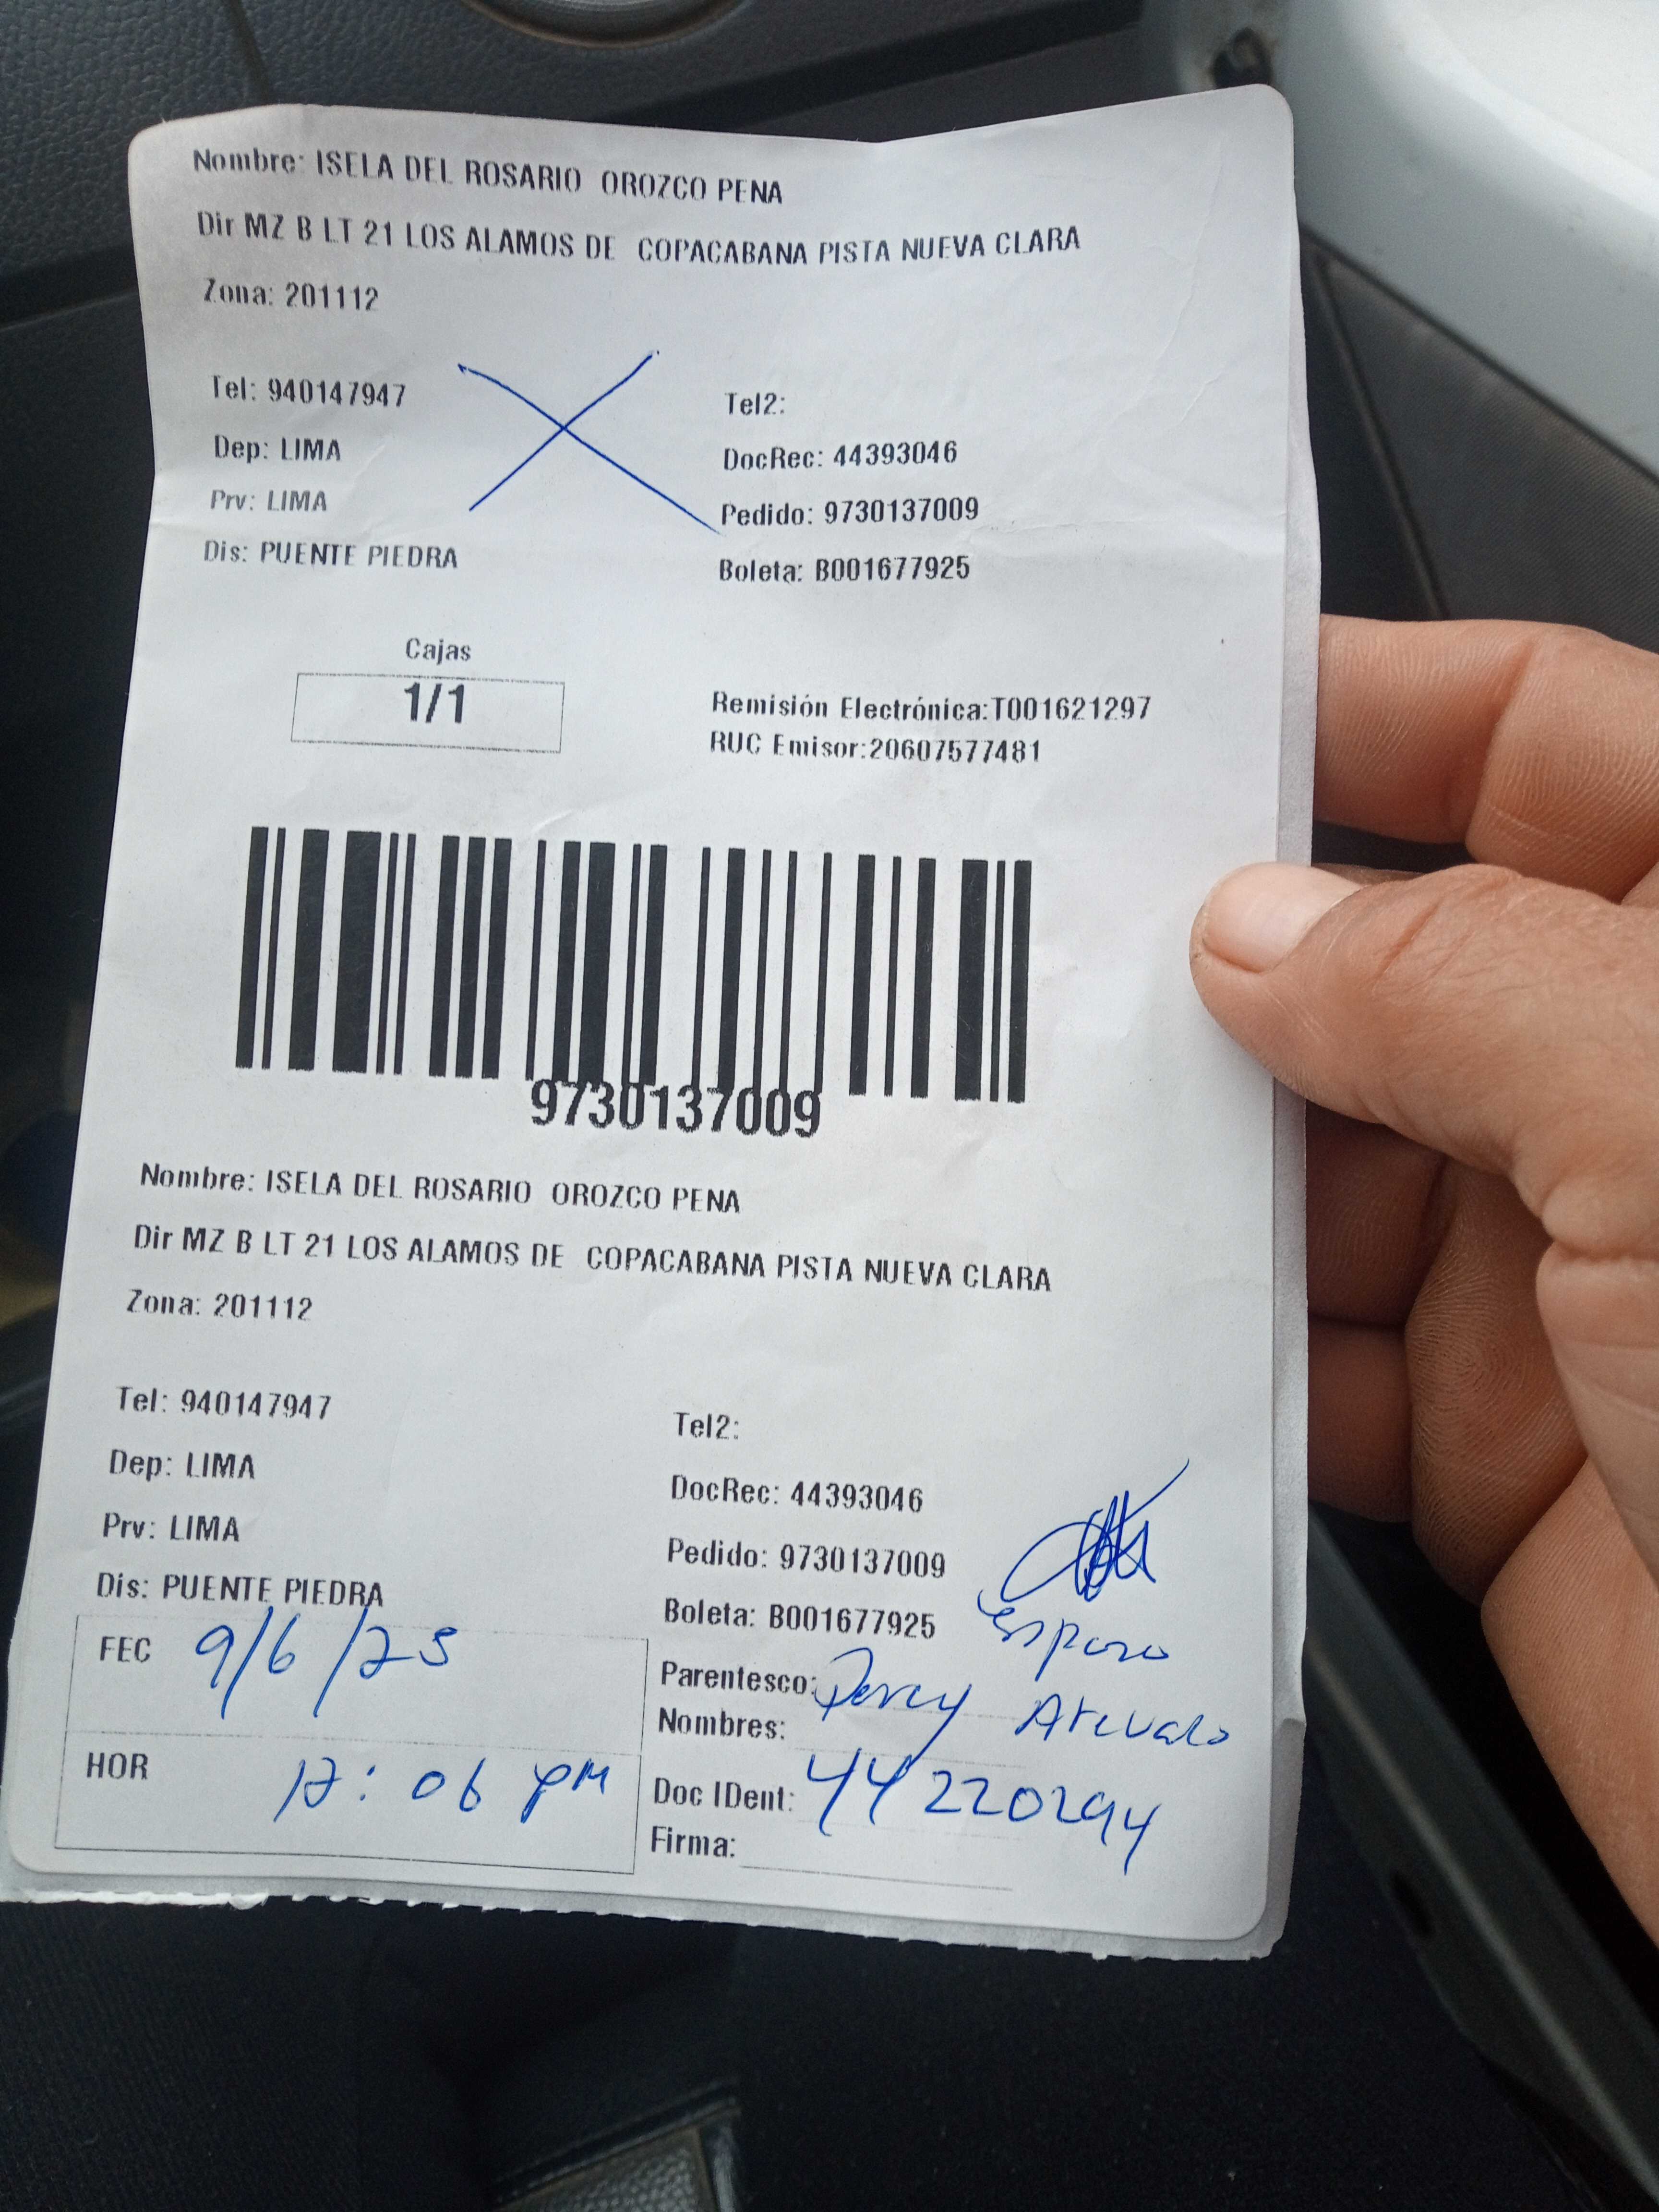 Nombre: ISELA DEL ROSARIO OROZCO PENA
Dir MZ B LT 21 LOS ALAMOS DE COPACABANA PISTA NUEVA CLARA
Zona: 201112
Tel: 940147947
Tel2:
Dep: LIMA
DocRec: 44393046
Prv: LIMA
Pedido: 9730137009
Dis: PUENTE PIEDRA
Boleta: B001677925
Cajas
1/1
Remisión Electrónica:T001621297
RUC Emisor:20607577481
9730137009
Nombre: ISELA DEL ROSARIO OROZCO PENA
Dir MZ B LT 21 LOS ALAMOS DE COPACABANA PISTA NUEVA CLARA
Zona: 201112
Tel: 940147947
Tel2:
Dep: LIMA
DocRec: 44393046
Prv: LIMA
Pedido: 9730137009
Dis: PUENTE PIEDRA
Boleta: B001677925
FEC 9/6/25
esposo
Parentesco:
Nombres: Percy Arevalo
HOR 12:06 pm
Doc IDent: 44220294
Firma: